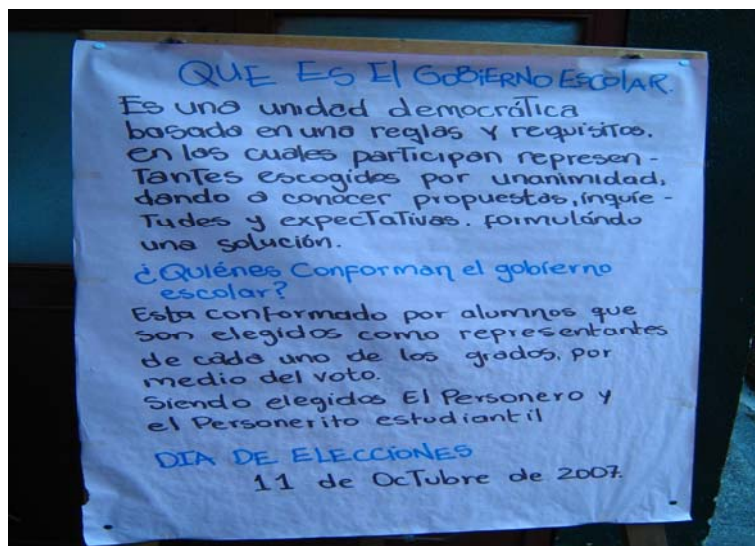 QUE ES El GOBIERNO ESCOLAR.
Es una unidad democrática
basada en una reglas y requisitos.
en las cuales participan represen-
tantes escogidos por unanimidad,
dando a conocer propuestas, inquie-
tudes y expectativas. formulando
una solución.
¿Quiénes Conforman el gobierno
escolar?
Esta conformado por alumnos que
son elegidos como representantes
de cada uno de los grados, por
medio del voto.
Siendo elegidos El Personero y
el Personerito estudiantil
DIA DE ELECCIONES
11 de Octubre de 2007.